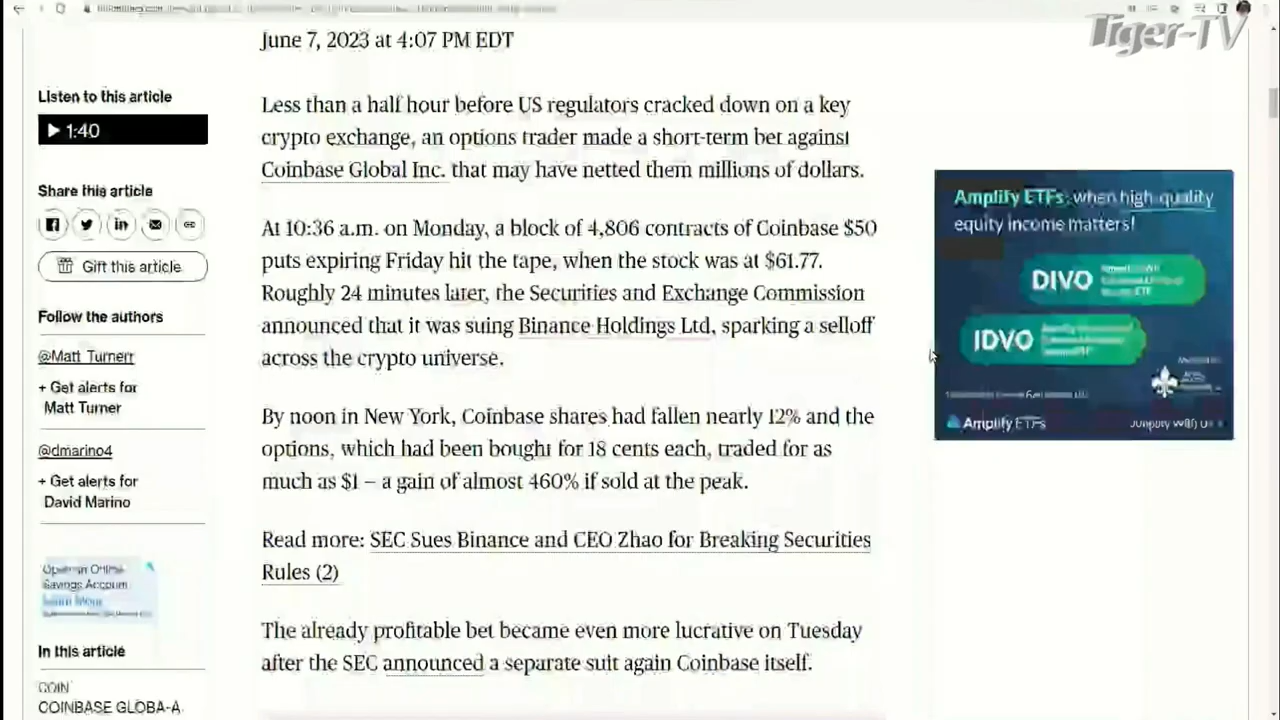 Tiger-TV
June 7, 2023 at 4:07 PM EDT
Listen to this article
1:40
Share this article
Gift this article
Follow the authors
@Matt_Turnerr
+ Get alerts for
Matt Turner
@dmarino4
+ Get alerts for
David Marino
Open an Online
Savings Account
Learn More
In this article
COIN
COINBASE GLOBA-A
Less than a half hour before US regulators cracked down on a key
crypto exchange, an options trader made a short-term bet against
Coinbase Global Inc. that may have netted them millions of dollars.
At 10:36 a.m. on Monday, a block of 4,806 contracts of Coinbase $50
puts expiring Friday hit the tape, when the stock was at $61.77.
Roughly 24 minutes later, the Securities and Exchange Commission
announced that it was suing Binance Holdings Ltd, sparking a selloff
across the crypto universe.
By noon in New York, Coinbase shares had fallen nearly 12% and the
options, which had been bought for 18 cents each, traded for as
much as $1 – a gain of almost 460% if sold at the peak.
Read more: SEC Sues Binance and CEO Zhao for Breaking Securities
Rules (2)
The already profitable bet became even more lucrative on Tuesday
after the SEC announced a separate suit again Coinbase itself.
Amplify ETFs: when high-quality
equity income matters!
DIVO
IDVO
Amplify ETFs